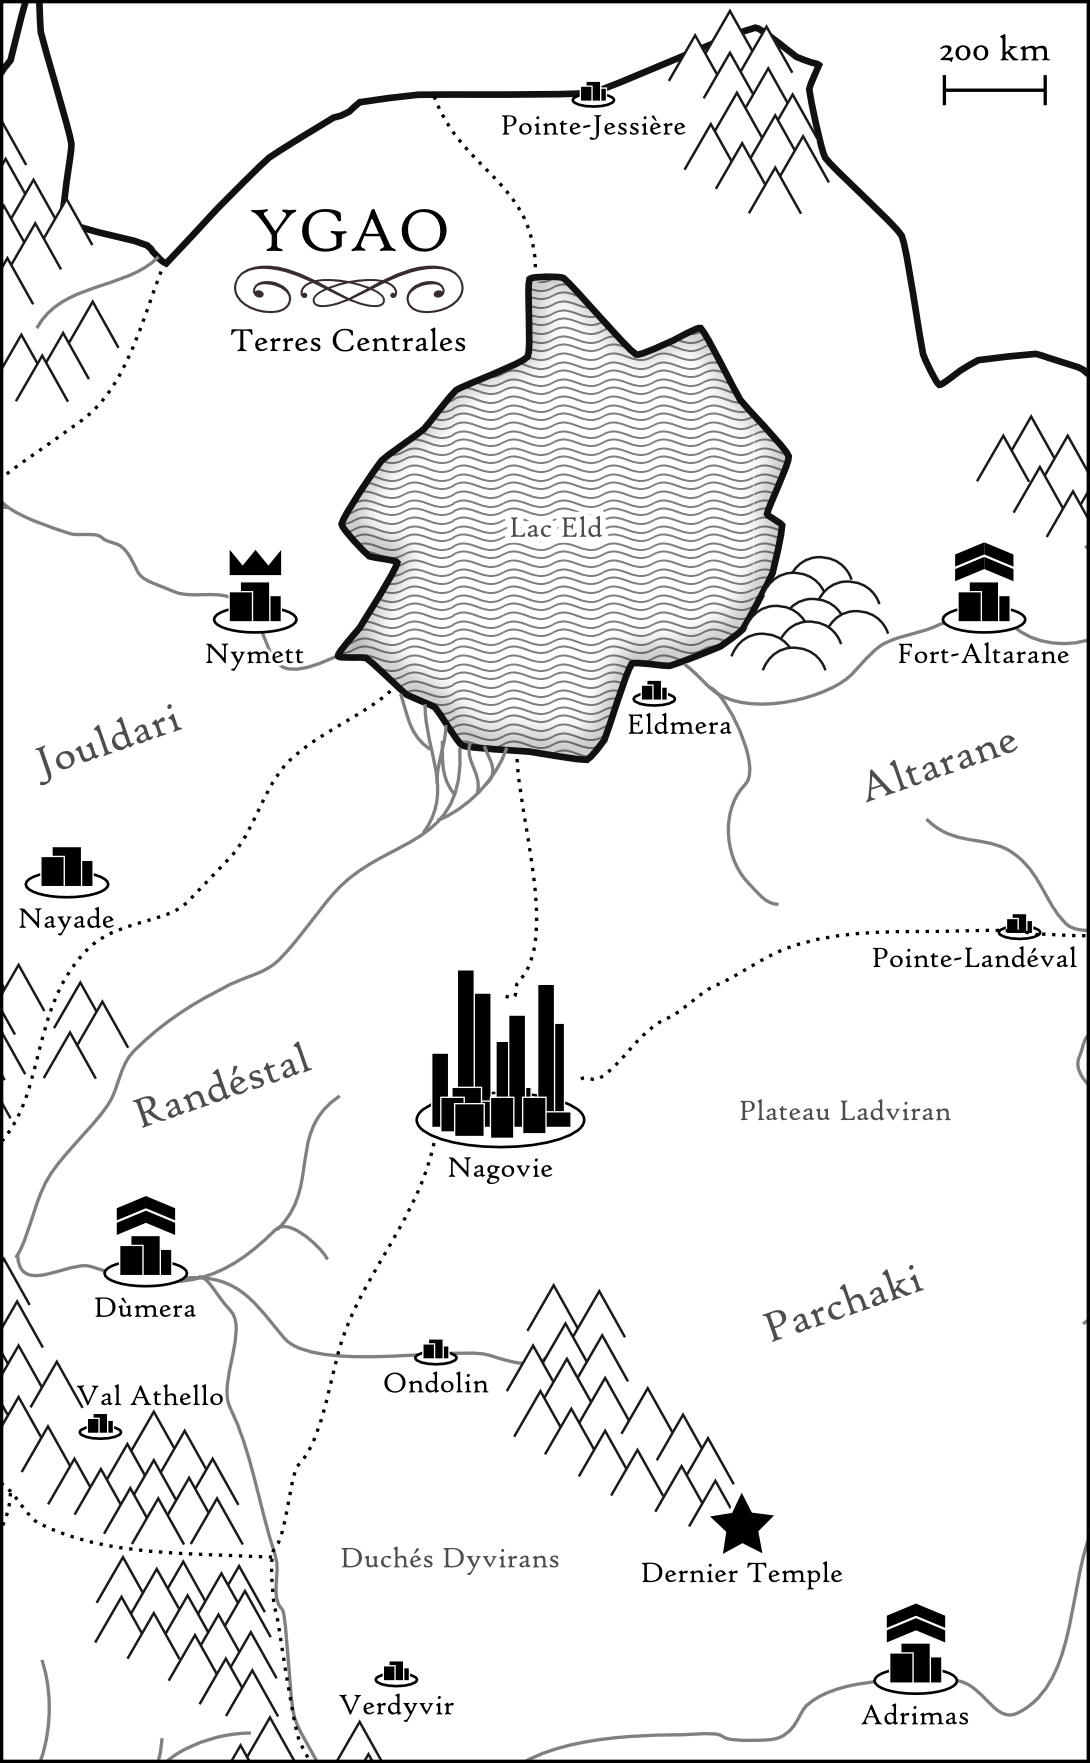 200 km
Pointe-Jessière
YGAO
Terres Centrales
Lac Eld
Nymett
Fort-Altarane
Eldmera
Jouldari
Altarane
Nayade
Pointe-Landéval
Randéstal
Plateau Ladviran
Nagovie
Dùmera
Parchaki
Ondolin
Val Athello
Duchés Dyvirans
Dernier Temple
Verdyvir
Adrimas